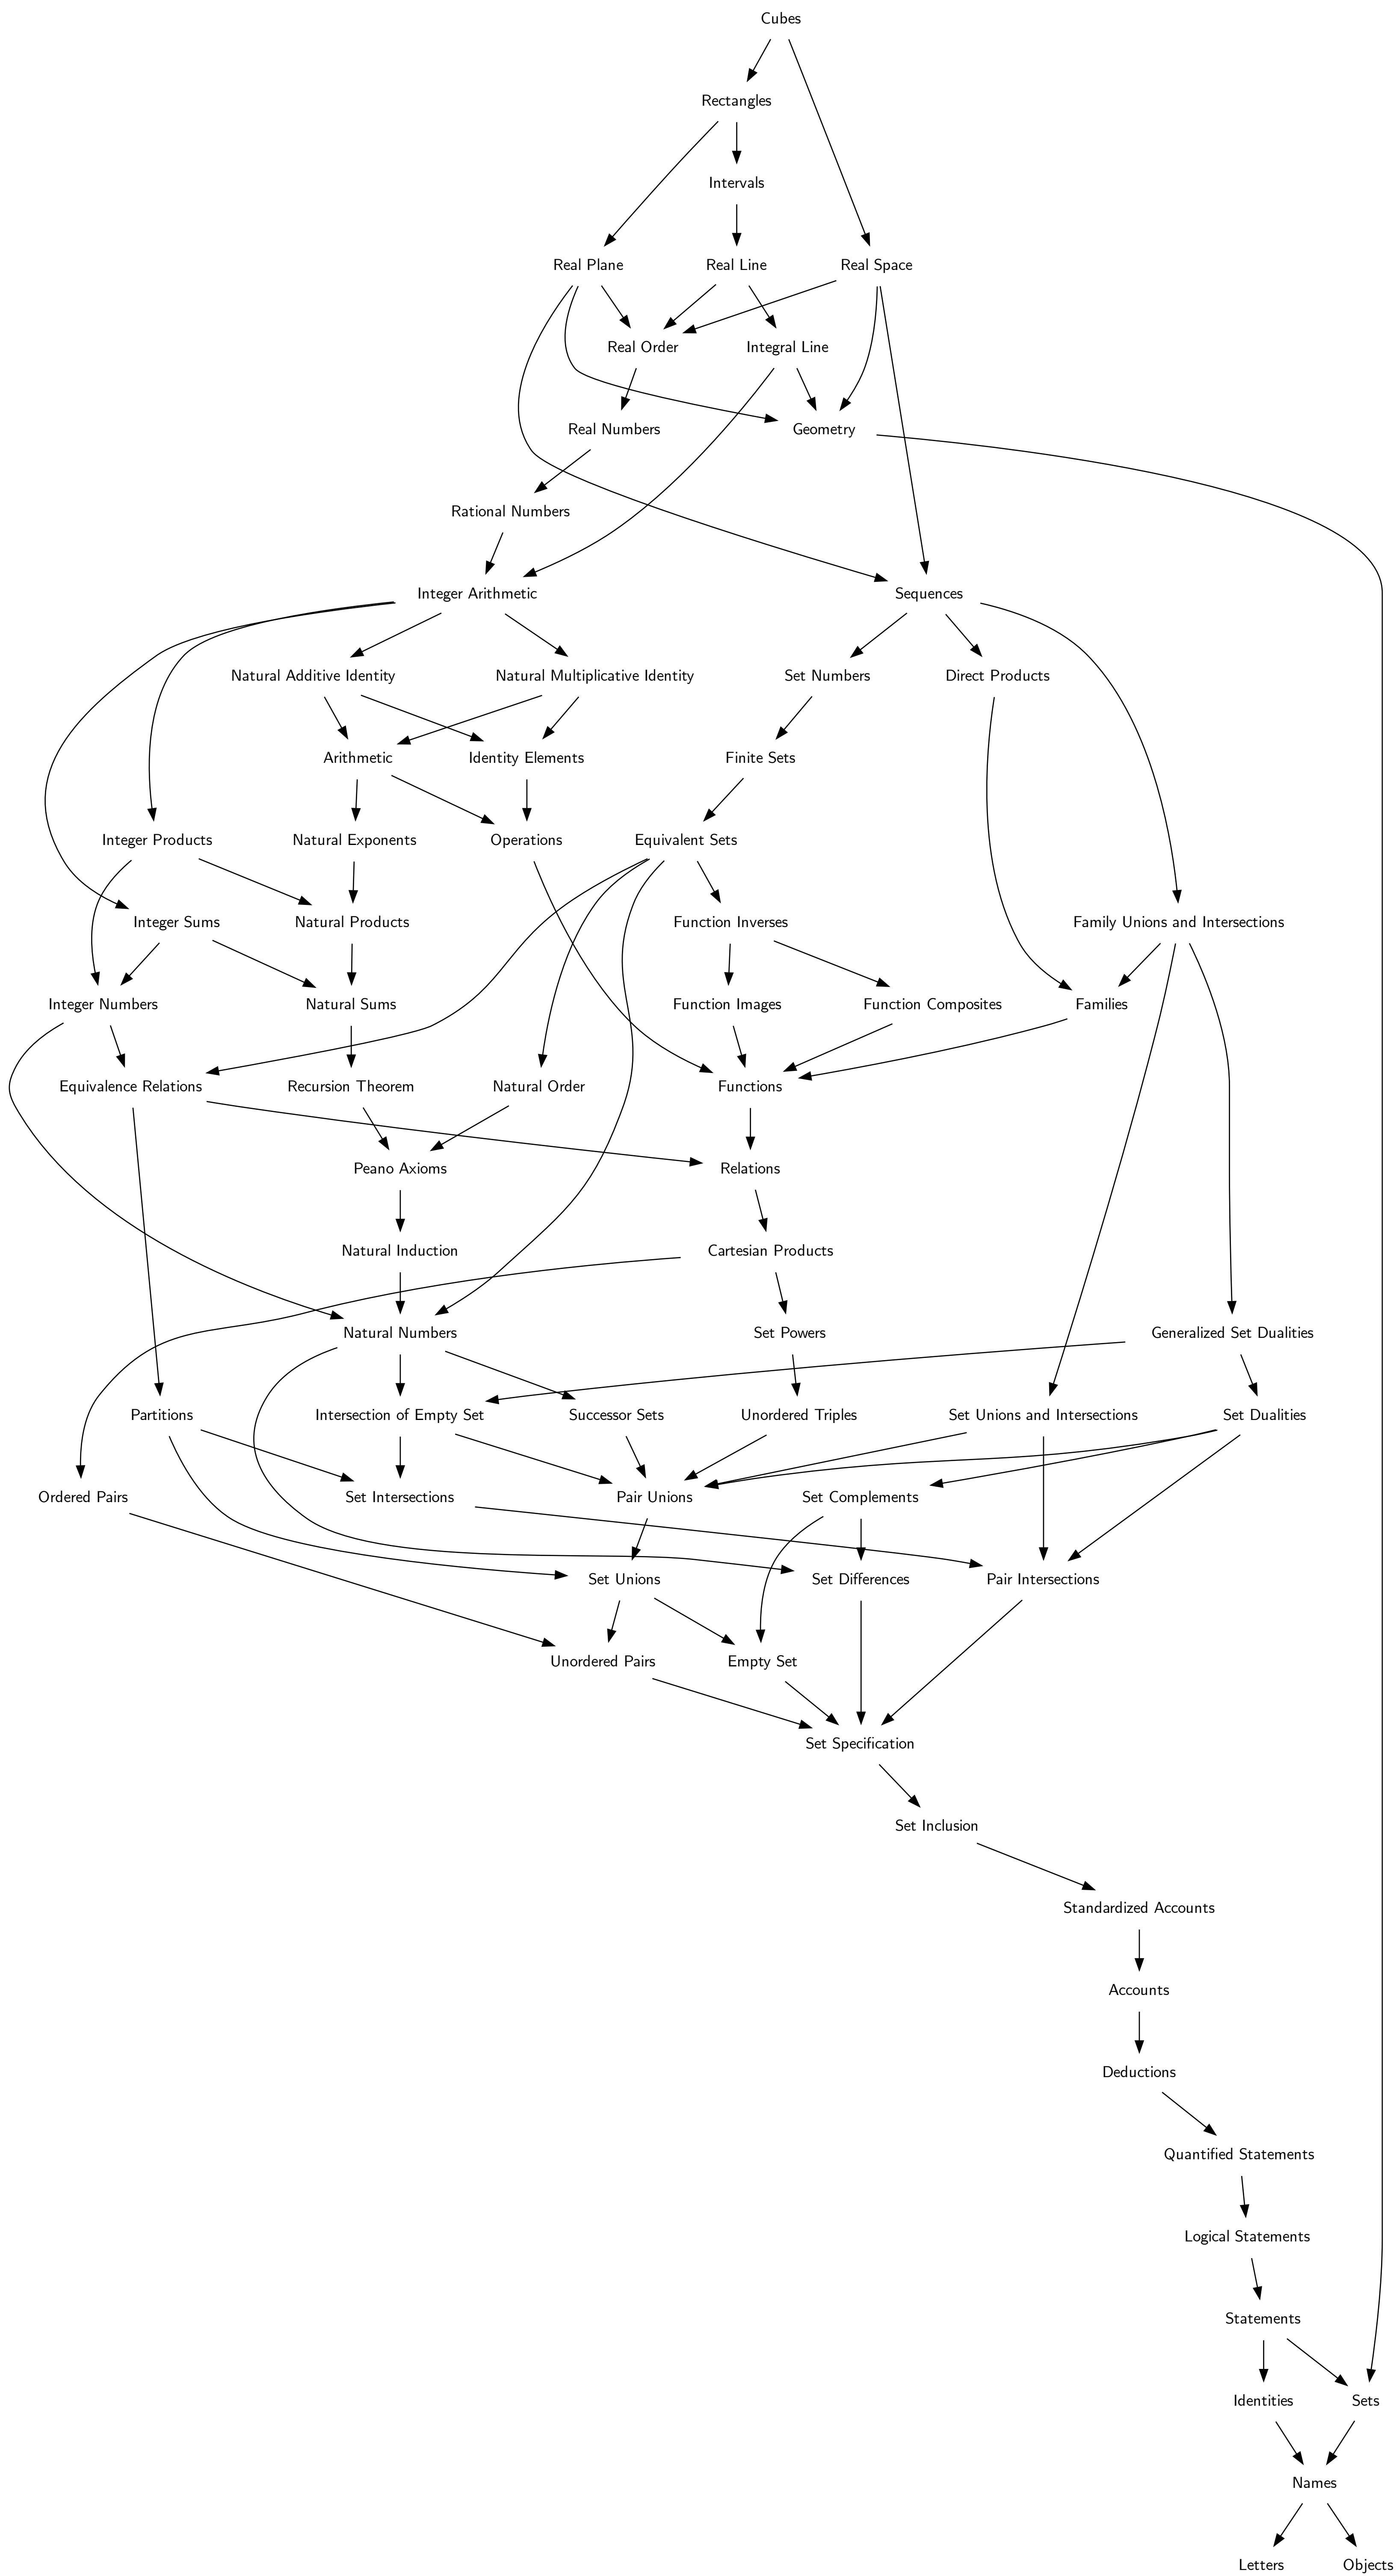 Cubes
Rectangles
Intervals
Real Plane
Real Line
Real Space
Real Order
Integral Line
Real Numbers
Geometry
Rational Numbers
Integer Arithmetic
Sequences
Natural Additive Identity
Natural Multiplicative Identity
Set Numbers
Direct Products
Arithmetic
Identity Elements
Finite Sets
Integer Products
Natural Exponents
Operations
Equivalent Sets
Integer Sums
Natural Products
Function Inverses
Family Unions and Intersections
Integer Numbers
Natural Sums
Function Images
Function Composites
Families
Equivalence Relations
Recursion Theorem
Natural Order
Functions
Peano Axioms
Relations
Natural Induction
Cartesian Products
Natural Numbers
Set Powers
Generalized Set Dualities
Partitions
Intersection of Empty Set
Successor Sets
Unordered Triples
Set Unions and Intersections
Set Dualities
Ordered Pairs
Set Intersections
Pair Unions
Set Complements
Set Unions
Set Differences
Pair Intersections
Unordered Pairs
Empty Set
Set Specification
Set Inclusion
Standardized Accounts
Accounts
Deductions
Quantified Statements
Logical Statements
Statements
Identities
Sets
Names
Letters
Objects